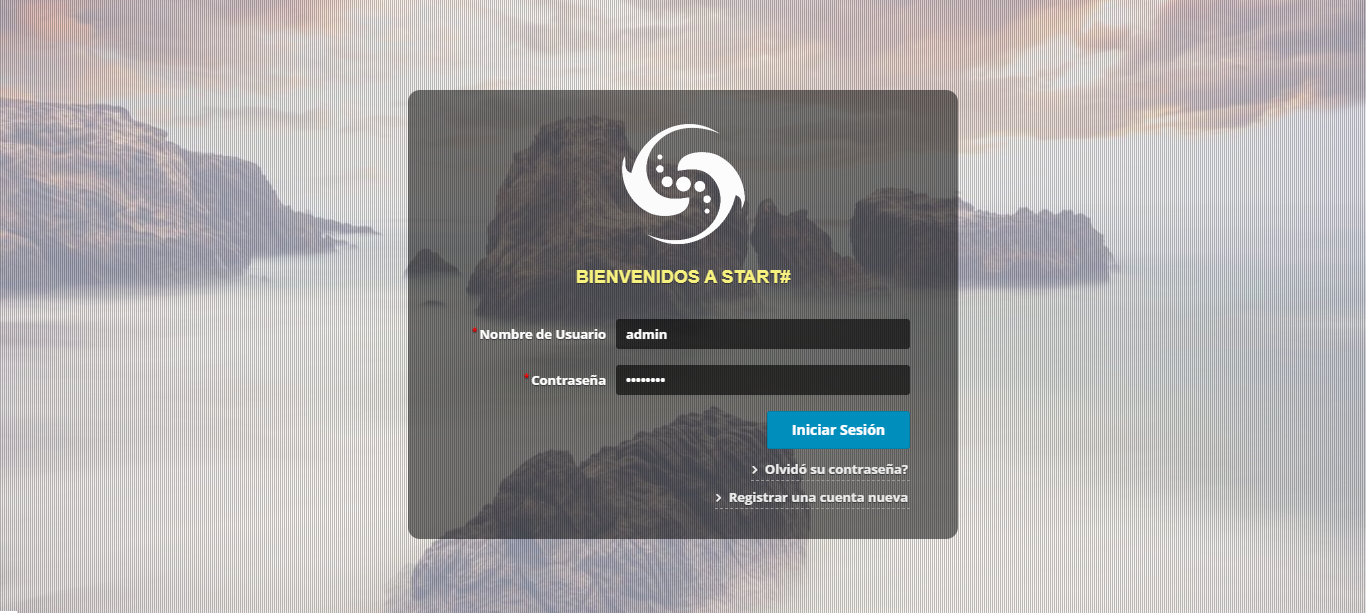 BIENVENIDOS A START#
*Nombre de Usuario admin
*Contraseña ••••••••
Iniciar Sesión
› Olvidó su contraseña?
› Registrar una cuenta nueva